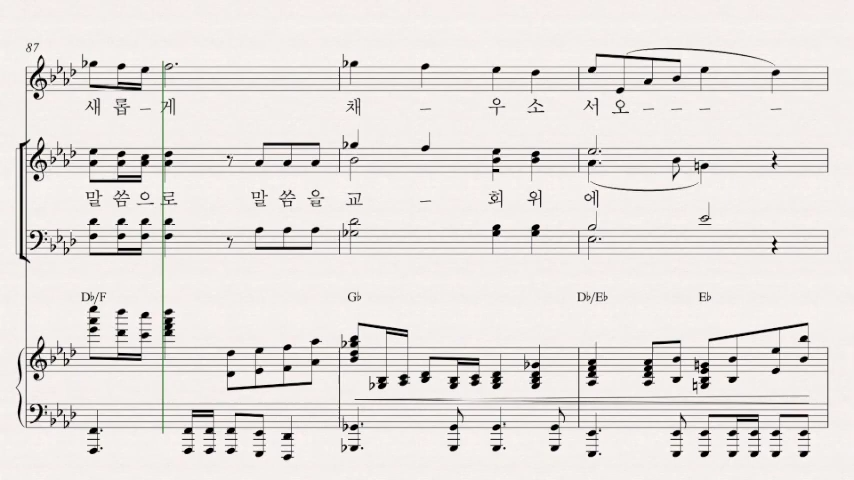 87
새롭-게 채 - 우소서오- - - -
말씀으로 말씀을교 - 회위에
D♭/F G♭ D♭/E♭ E♭